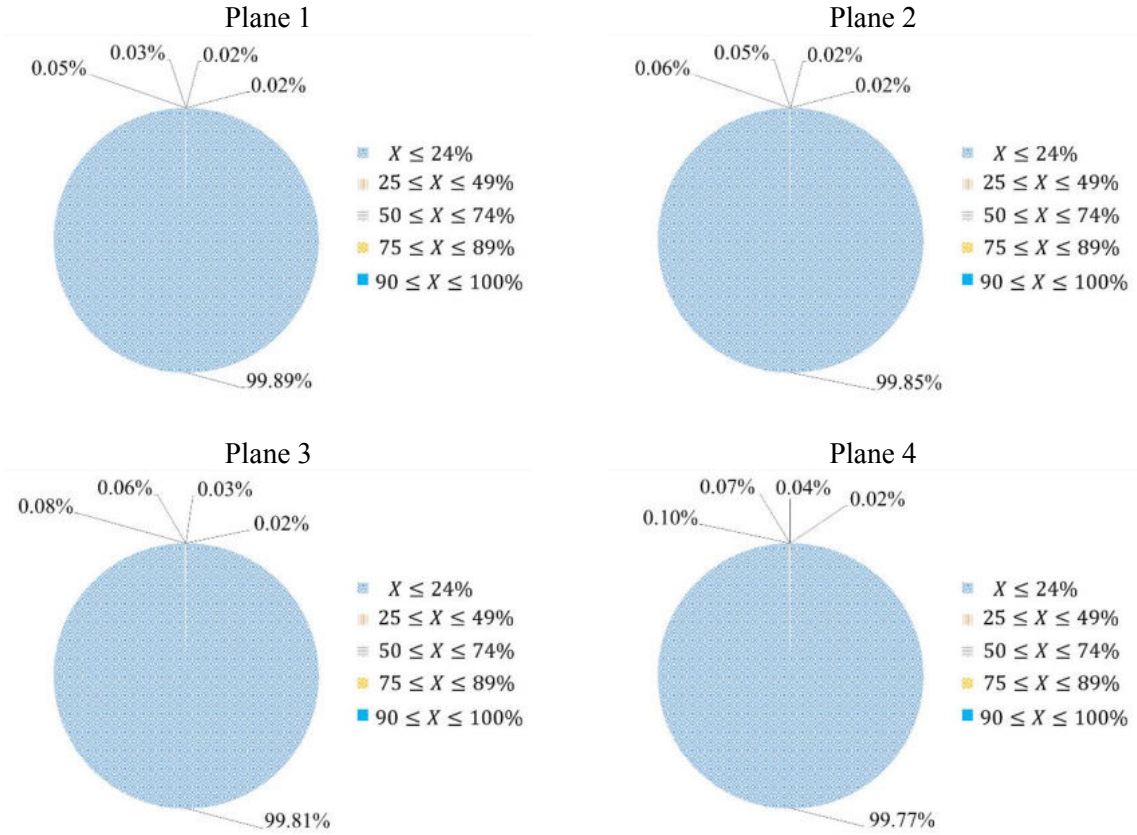 Plane 1
0.05%
0.03%
0.02%
0.02%
X ≤ 24%
25 ≤ X ≤ 49%
50 ≤ X ≤ 74%
75 ≤ X ≤ 89%
90 ≤ X ≤ 100%
99.89%
Plane 2
0.06%
0.05%
0.02%
0.02%
X ≤ 24%
25 ≤ X ≤ 49%
50 ≤ X ≤ 74%
75 ≤ X ≤ 89%
90 ≤ X ≤ 100%
99.85%
Plane 3
0.08%
0.06%
0.03%
0.02%
X ≤ 24%
25 ≤ X ≤ 49%
50 ≤ X ≤ 74%
75 ≤ X ≤ 89%
90 ≤ X ≤ 100%
99.81%
Plane 4
0.10%
0.07%
0.04%
0.02%
X ≤ 24%
25 ≤ X ≤ 49%
50 ≤ X ≤ 74%
75 ≤ X ≤ 89%
90 ≤ X ≤ 100%
99.77%